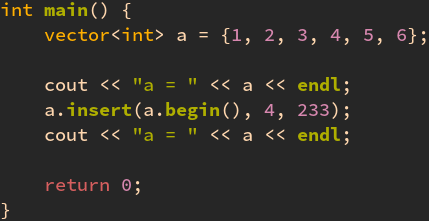 int main() {
    vector<int> a = {1, 2, 3, 4, 5, 6};
    cout << "a = " << a << endl;
    a.insert(a.begin(), 4, 233);
    cout << "a = " << a << endl;
    return 0;
}